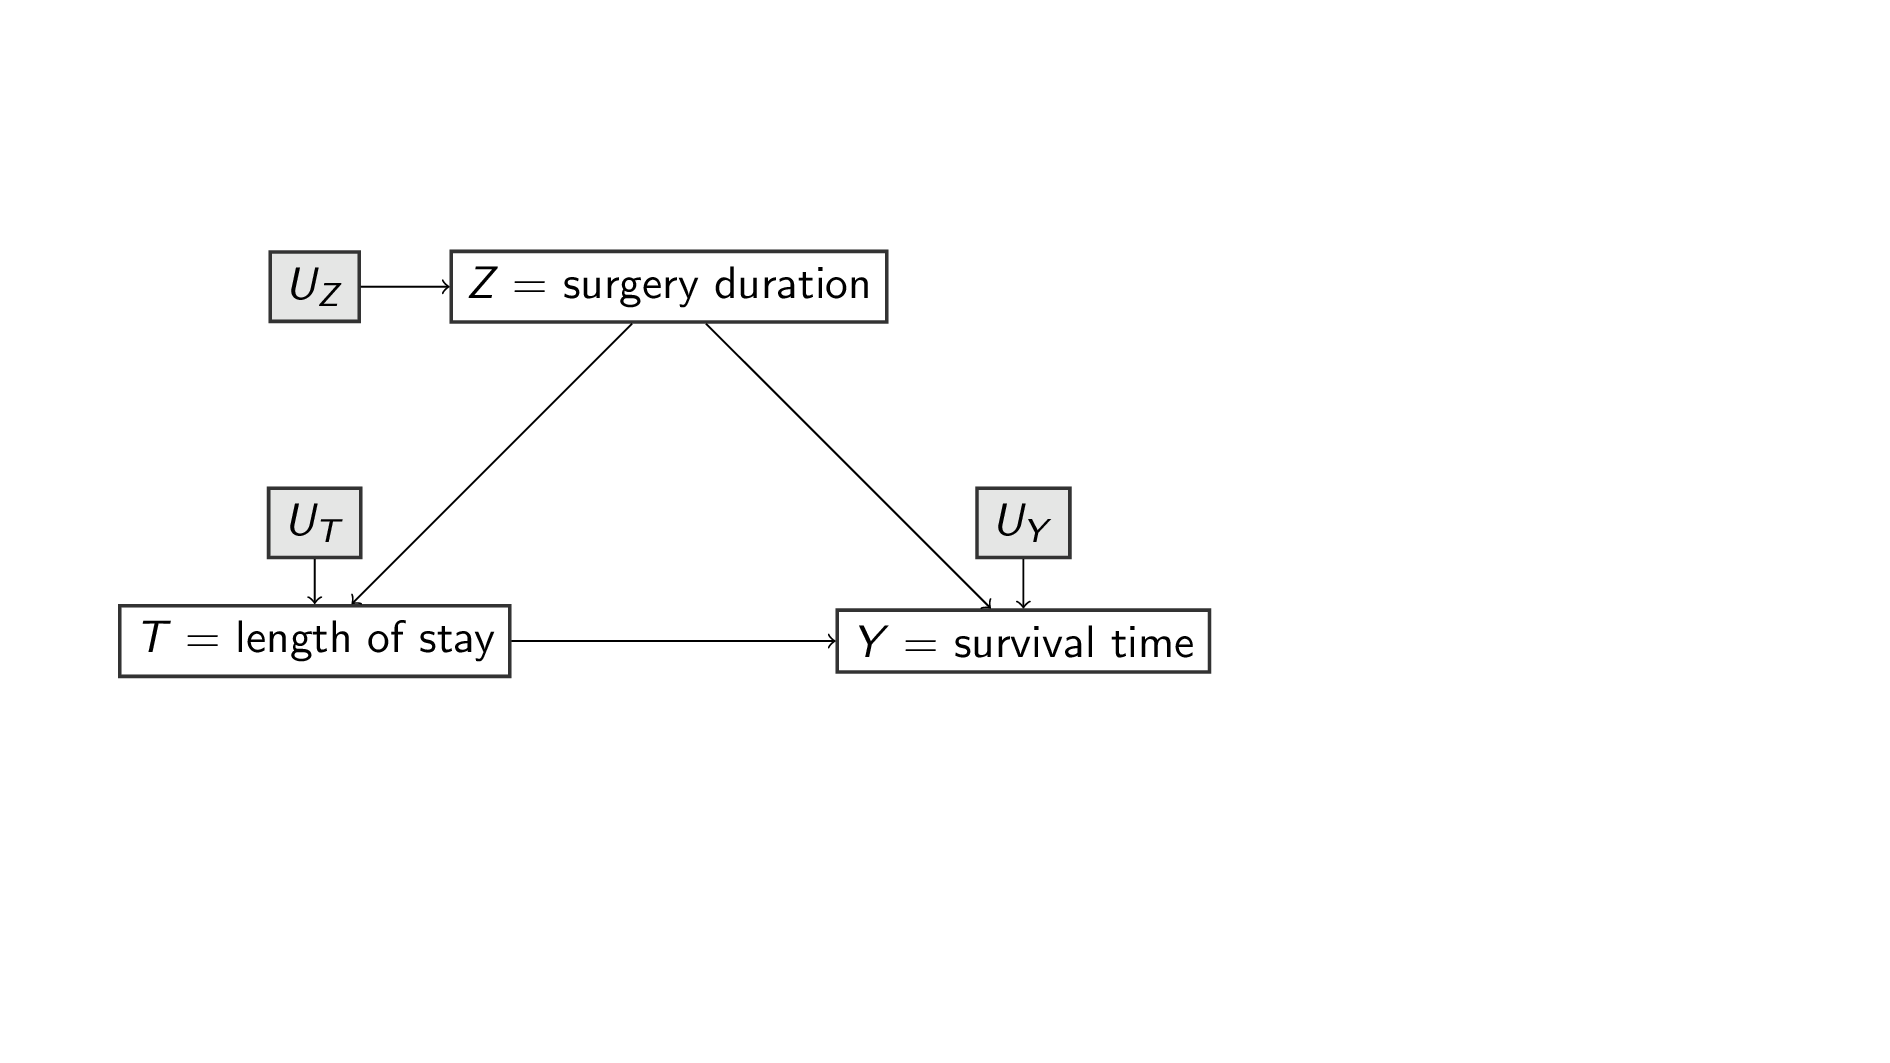 U_Z
Z = surgery duration
U_T
U_Y
T = length of stay
Y = survival time